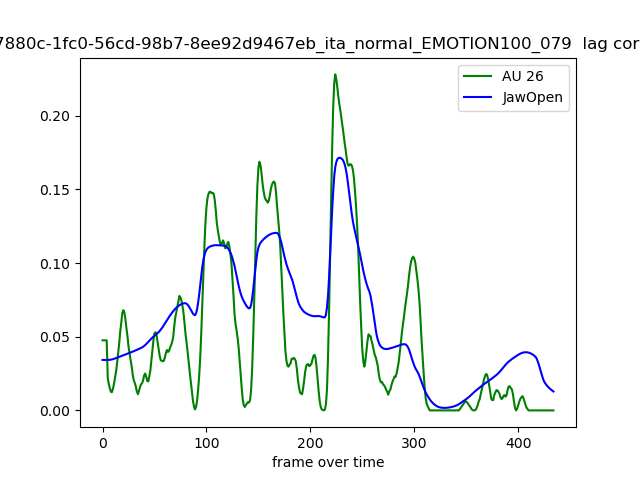 7880c-1fc0-56cd-98b7-8ee92d9467eb_ita_normal_EMOTION100_079 lag cor
AU 26
JawOpen
0.20
0.15
0.10
0.05
0.00
0 100 200 300 400
frame over time